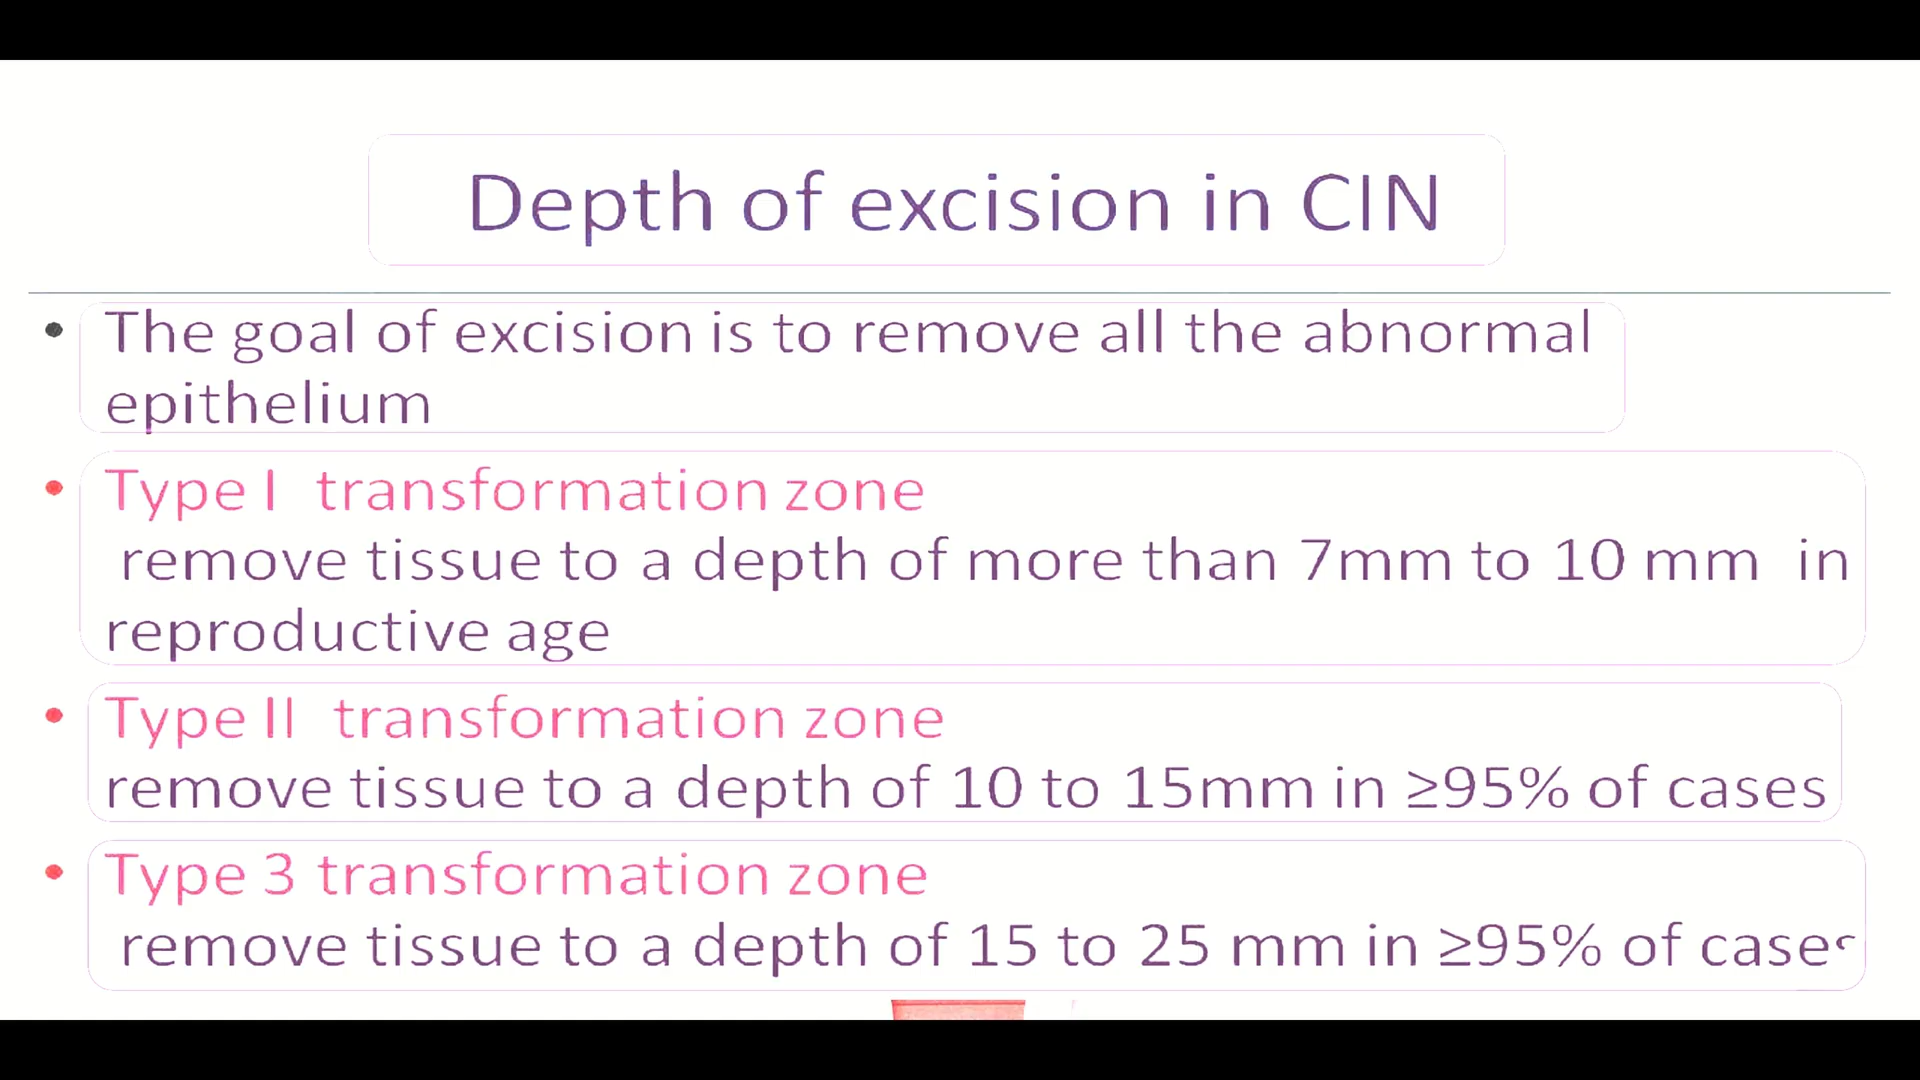 Depth of excision in CIN
• The goal of excision is to remove all the abnormal
epithelium
• Type I transformation zone
remove tissue to a depth of more than 7mm to 10 mm in
reproductive age
• Type II transformation zone
remove tissue to a depth of 10 to 15mm in ≥95% of cases
• Type 3 transformation zone
remove tissue to a depth of 15 to 25 mm in ≥95% of cases